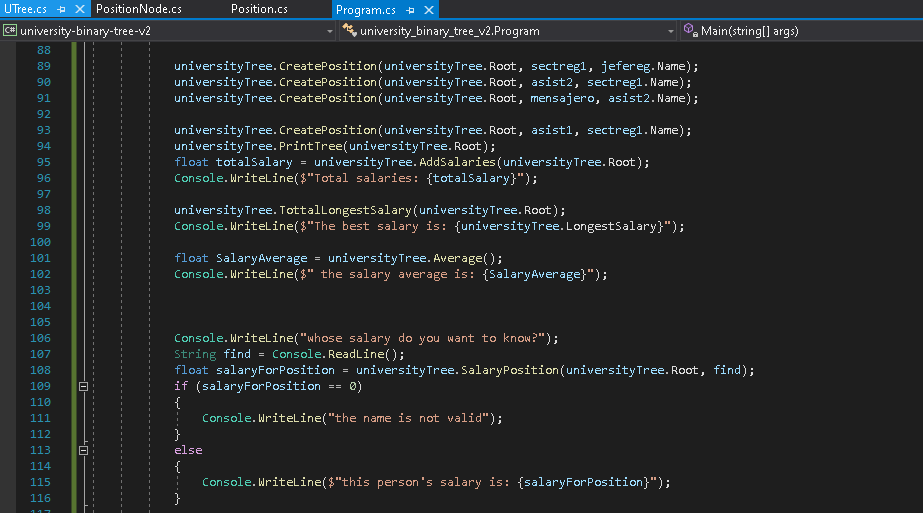 UTree.cs PositionNode.cs Position.cs Program.cs
C# university-binary-tree-v2 university_binary_tree_v2.Program Main(string[] args)
88
89 universityTree.CreatePosition(universityTree.Root, sectreg1, jefereg.Name);
90 universityTree.CreatePosition(universityTree.Root, asist2, sectreg1.Name);
91 universityTree.CreatePosition(universityTree.Root, mensajero, asist2.Name);
92
93 universityTree.CreatePosition(universityTree.Root, asist1, sectreg1.Name);
94 universityTree.PrintTree(universityTree.Root);
95 float totalSalary = universityTree.AddSalaries(universityTree.Root);
96 Console.WriteLine($"Total salaries: {totalSalary}");
97
98 universityTree.TottalLongestSalary(universityTree.Root);
99 Console.WriteLine($"The best salary is: {universityTree.LongestSalary}");
100
101 float SalaryAverage = universityTree.Average();
102 Console.WriteLine($" the salary average is: {SalaryAverage}");
103
104
105
106 Console.WriteLine("whose salary do you want to know?");
107 String find = Console.ReadLine();
108 float salaryForPosition = universityTree.SalaryPosition(universityTree.Root, find);
109 if (salaryForPosition == 0)
110 {
111 Console.WriteLine("the name is not valid");
112 }
113 else
114 {
115 Console.WriteLine($"this person's salary is: {salaryForPosition}");
116 }
117